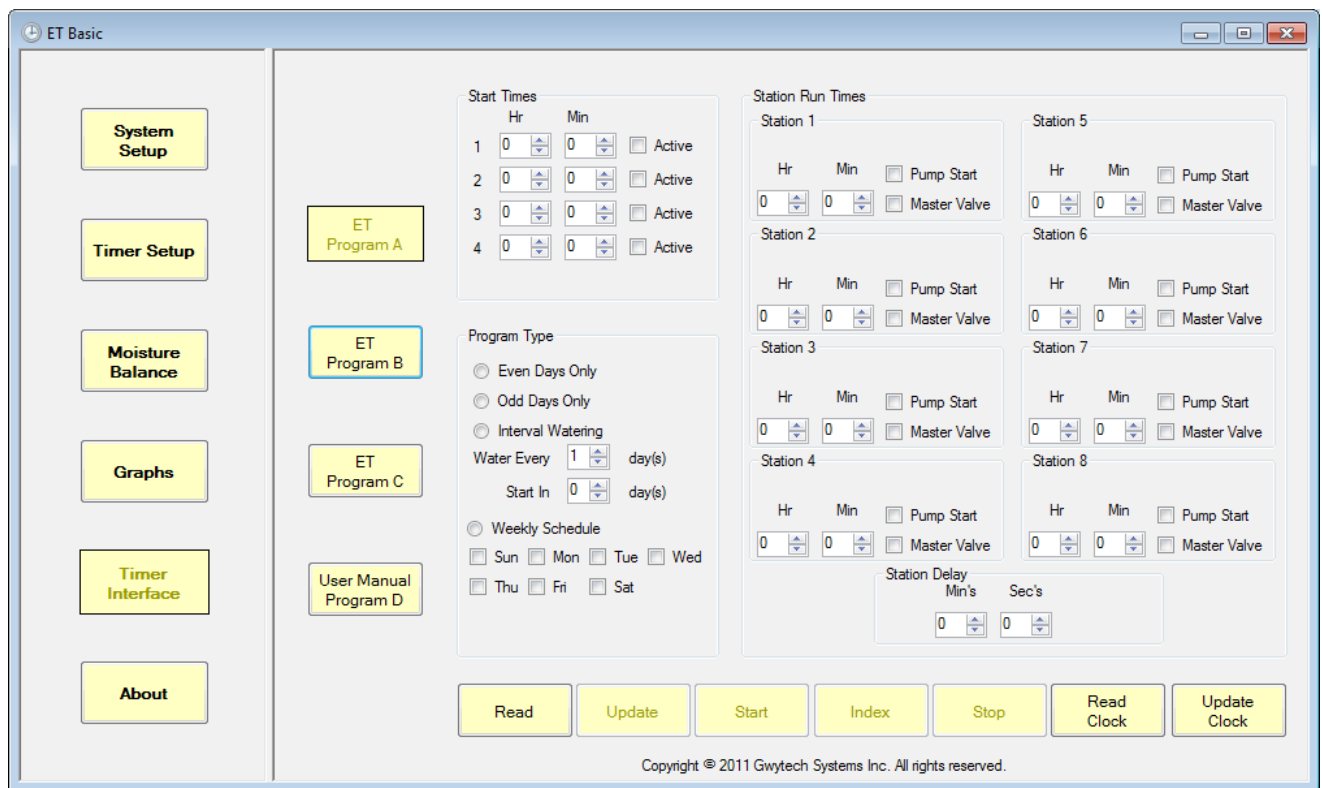 ET Basic
System
Setup
Timer Setup
Moisture
Balance
Graphs
Timer
Interface
About
ET
Program A
ET
Program B
ET
Program C
User Manual
Program D
Start Times
Hr Min
1 0 0 Active
2 0 0 Active
3 0 0 Active
4 0 0 Active
Program Type
Even Days Only
Odd Days Only
Interval Watering
Water Every 1 day(s)
Start In 0 day(s)
Weekly Schedule
Sun Mon Tue Wed
Thu Fri Sat
Station Run Times
Station 1
Hr Min Pump Start
0 0 Master Valve
Station 2
Hr Min Pump Start
0 0 Master Valve
Station 3
Hr Min Pump Start
0 0 Master Valve
Station 4
Hr Min Pump Start
0 0 Master Valve
Station 5
Hr Min Pump Start
0 0 Master Valve
Station 6
Hr Min Pump Start
0 0 Master Valve
Station 7
Hr Min Pump Start
0 0 Master Valve
Station 8
Hr Min Pump Start
0 0 Master Valve
Station Delay
Min's Sec's
0 0
Read
Update
Start
Index
Stop
Read
Clock
Update
Clock
Copyright © 2011 Gwytech Systems Inc. All rights reserved.